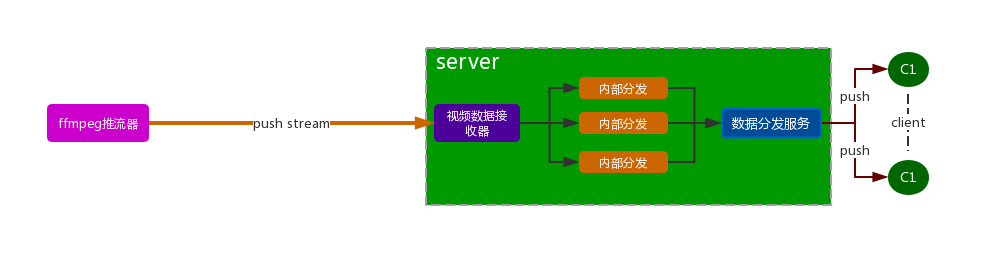 server
ffmpeg推流器
push stream
视频数据接
收器
内部分发
内部分发
内部分发
数据分发服务
push
push
C1
client
C1